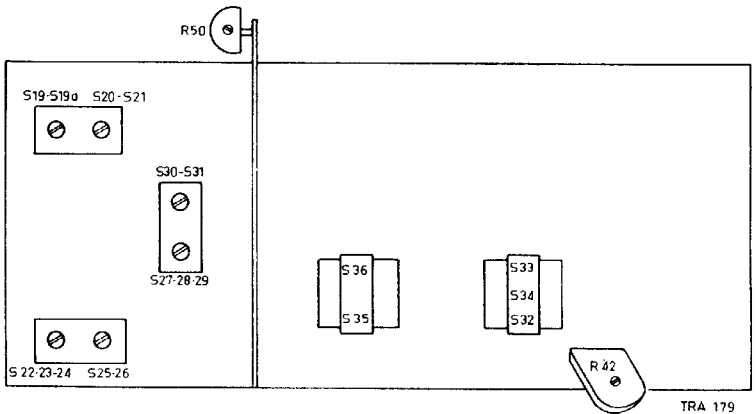 R50
S19-S19a S20-S21
S30-S31
S27-28-29
S36
S35
S33
S34
S32
S22-23-24 S25-26
R42
TRA 179